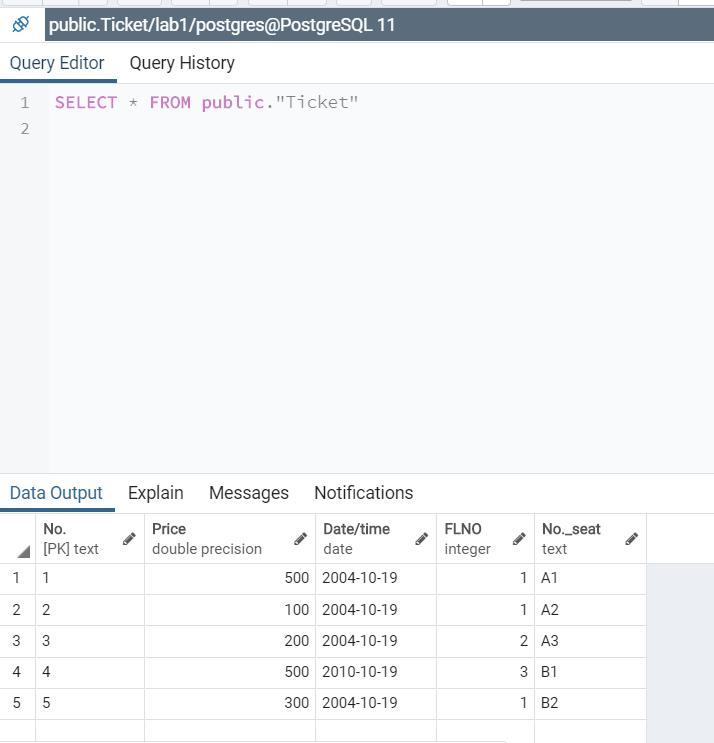 public.Ticket/lab1/postgres@PostgreSQL 11
Query Editor Query History
1 SELECT * FROM public."Ticket"
2
Data Output Explain Messages Notifications
No. Price Date/time FLNO No._seat
[PK] text double precision date integer text
1 1 500 2004-10-19 1 A1
2 2 100 2004-10-19 1 A2
3 3 200 2004-10-19 2 A3
4 4 500 2010-10-19 3 B1
5 5 300 2004-10-19 1 B2